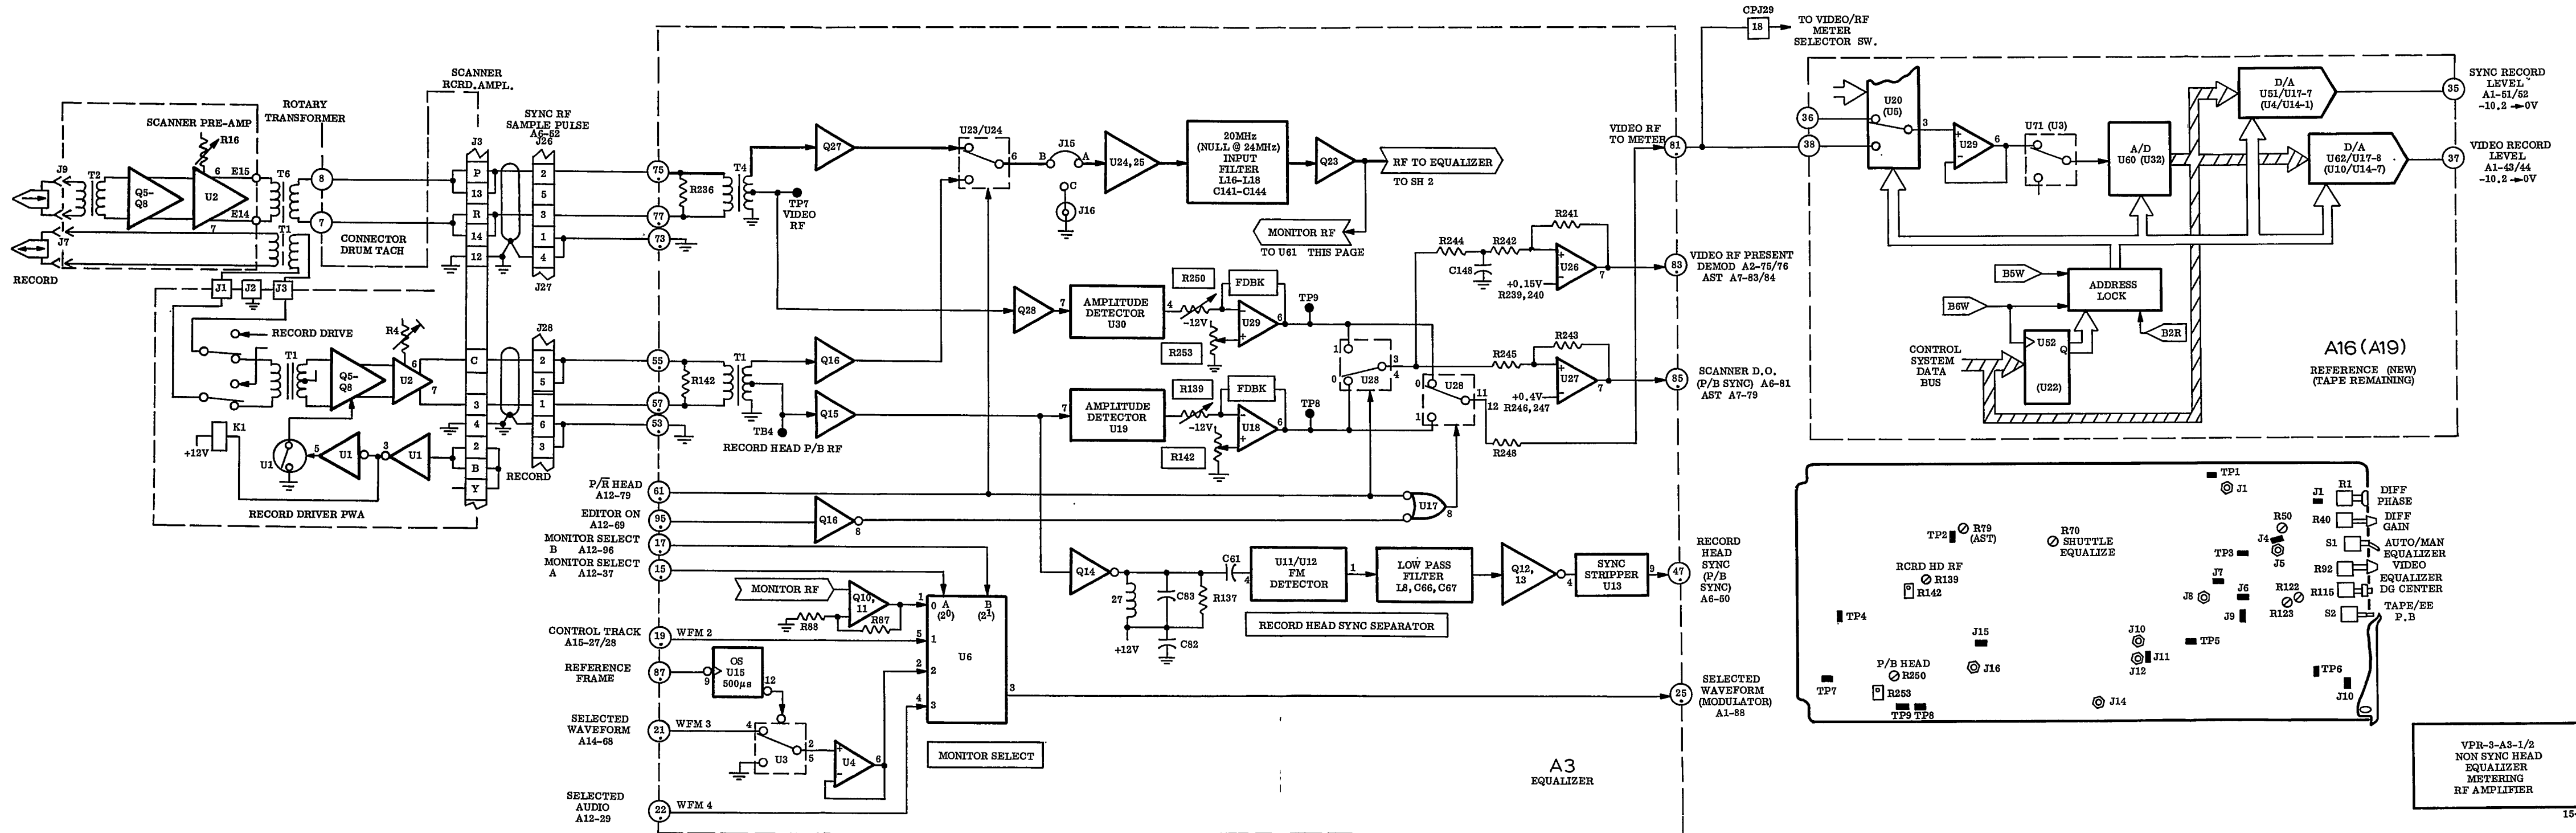 SCANNER PRE-AMP
R16
J9
T2
Q5-
Q8
6
U2
7
E15
E14
T6
J7
RECORD
T1
ROTARY
TRANSFORMER
8
7
CONNECTOR
DRUM TACH
SCANNER
RCRD. AMPL.
J3
P
13
R
14
12
SYNC RF
SAMPLE PULSE
A6-52
J26
2
5
3
1
4
J27
J1
J2
J3
RECORD DRIVE
T1
Q5-
Q8
R4
U2
6
7
K1
+12V
U1
5
U1
3
U1
RECORD DRIVER PWA
C
3
4
2
B
Y
RECORD
J28
2
5
1
6
3
75
77
73
R236
T4
TP7
VIDEO
RF
55
57
53
R142
T1
TB4
RECORD HEAD P/B RF
Q27
Q16
Q15
U23/U24
6
J15
B
A
C
J16
U24,25
20MHz
(NULL @ 24MHz)
INPUT
FILTER
L16-L18
C141-C144
Q23
RF TO EQUALIZER
TO SH 2
MONITOR RF
TO U61 THIS PAGE
Q28
7
AMPLITUDE
DETECTOR
U30
4
R250
-12V
R253
FDBK
-
+
U29
6
TP9
7
AMPLITUDE
DETECTOR
U19
R139
-12V
R142
FDBK
-
+
U18
6
TP8
1
0
U28
3
4
0
1
U28
11
12
R244
C148
R242
R241
+
-
U26
7
+0.15V
R239,240
R245
R243
+
-
U27
7
+0.4V
R246,247
R248
VIDEO RF
TO METER
81
83
VIDEO RF PRESENT
DEMOD A2-75/76
AST A7-83/84
85
SCANNER D.O.
(P/B SYNC) A6-81
AST A7-79
CPJ29
18
TO VIDEO/RF
METER
SELECTOR SW.
P/R HEAD
A12-79
61
EDITOR ON
A12-69
95
MONITOR SELECT
B A12-96
17
MONITOR SELECT
A A12-37
15
Q16
8
U17
8
Q14
27
C83
R137
C82
+12V
C61
4
U11/U12
FM
DETECTOR
1
LOW PASS
FILTER
L8, C66, C67
Q12,
13
4
SYNC
STRIPPER
U13
9
47
RECORD
HEAD
SYNC
(P/B
SYNC)
A6-50
RECORD HEAD SYNC SEPARATOR
MONITOR RF
Q10,
11
R88
R87
1
0
A
(2⁰)
B
(2¹)
CONTROL TRACK
A15-27/28
19
WFM 2
5
1
U6
REFERENCE
FRAME
87
9
OS
U15
500μs
12
2
2
4
3
3
25
SELECTED
WAVEFORM
(MODULATOR)
A1-88
SELECTED
WAVEFORM
A14-68
21
WFM 3
4
U3
2
5
+
-
U4
6
MONITOR SELECT
SELECTED
AUDIO
A12-29
22
WFM 4
A3
EQUALIZER
36
38
U20
(U5)
3
+
-
U29
6
U71 (U3)
A/D
U60 (U32)
D/A
U51/U17-7
(U4/U14-1)
35
SYNC RECORD
LEVEL
A1-51/52
-10.2 → 0V
D/A
U62/U17-8
(U10/U14-7)
37
VIDEO RECORD
LEVEL
A1-43/44
-10.2 → 0V
B5W
ADDRESS
LOCK
B6W
B2R
U52
Q
(U22)
CONTROL
SYSTEM
DATA
BUS
A16 (A19)
REFERENCE (NEW)
(TAPE REMAINING)
TP1
J1
J1
R1
DIFF
PHASE
R40
DIFF
GAIN
S1
AUTO/MAN
EQUALIZER
R92
VIDEO
EQUALIZER
R115
DG CENTER
S2
TAPE/EE
P.B
TP2
R79
(AST)
R70
SHUTTLE
EQUALIZE
R50
J4
TP3
J5
RCRD HD RF
R139
R142
J7
J6
J8
R122
R123
J9
TP4
J15
J16
J10
J11
J12
TP5
P/B HEAD
R250
R253
TP7
TP9 TP8
J14
TP6
J10
VPR-3-A3-1/2
NON SYNC HEAD
EQUALIZER
METERING
RF AMPLIFIER